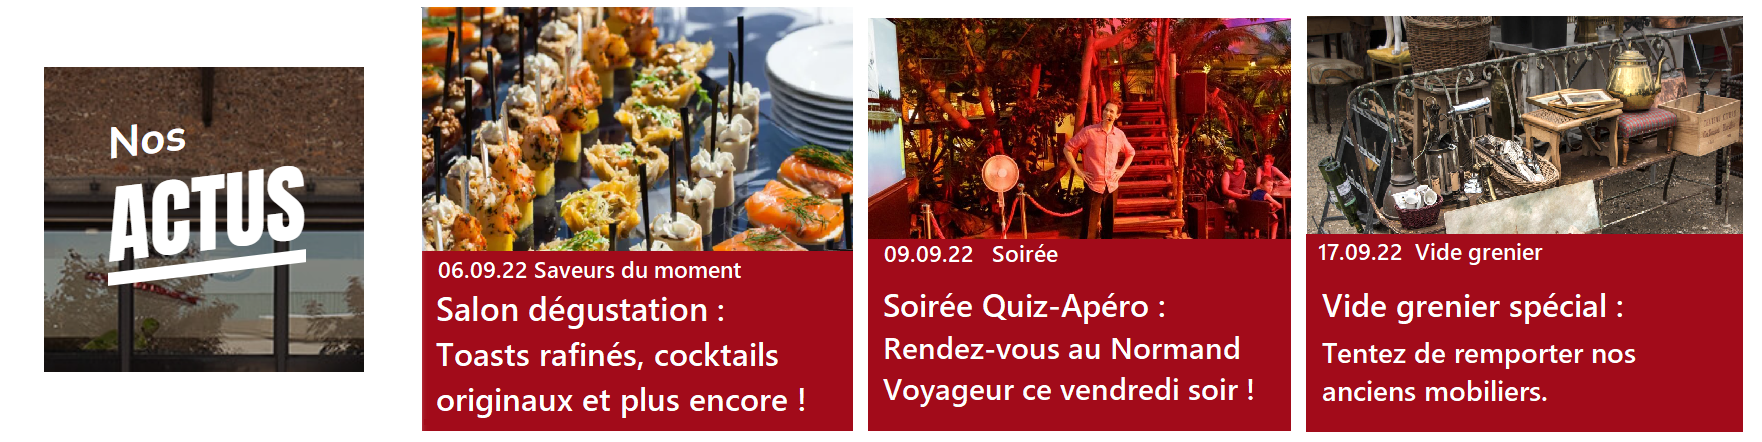 Nos
ACTUS
06.09.22 Saveurs du moment
Salon dégustation :
Toasts rafinés, cocktails
originaux et plus encore !
09.09.22 Soirée
Soirée Quiz-Apéro :
Rendez-vous au Normand
Voyageur ce vendredi soir !
17.09.22 Vide grenier
Vide grenier spécial :
Tentez de remporter nos
anciens mobiliers.